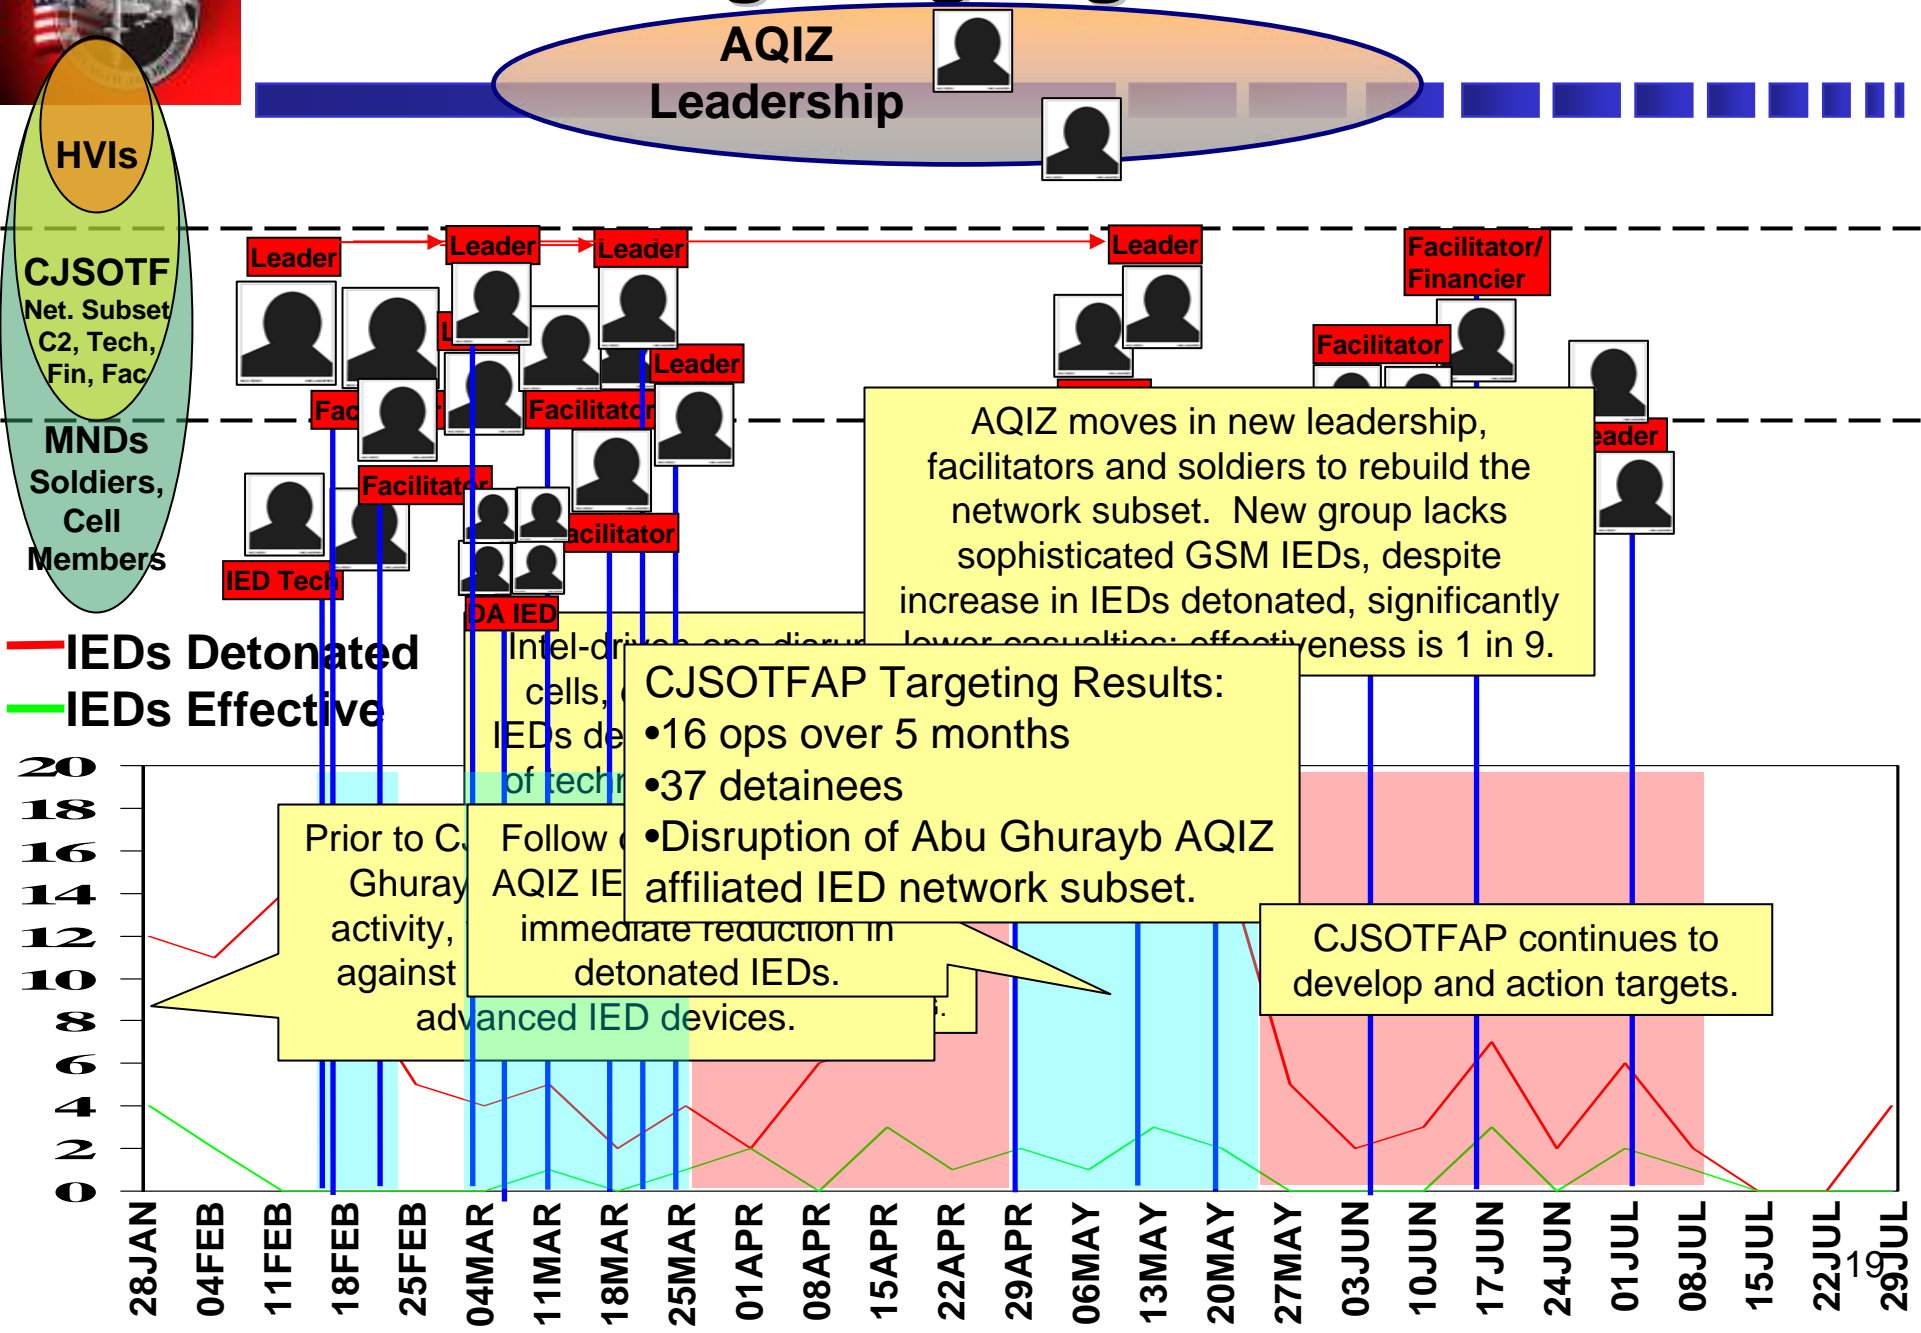 AQIZ
Leadership
HVIs
CJSOTF
Net. Subset
C2, Tech,
Fin, Fac
MNDs
Soldiers,
Cell
Members
Leader
Leader
Leader
Leader
Facilitator/
Financier
Facilitator
Leader
Facilitator
Facilitator
IED Tech
DA IED
AQIZ moves in new leadership,
facilitators and soldiers to rebuild the
network subset. New group lacks
sophisticated GSM IEDs, despite
increase in IEDs detonated, significantly
lower casualties; effectiveness is 1 in 9.
IEDs Detonated
IEDs Effective
Intel-driven ops
cells,
IEDs
of
CJSOTFAP Targeting Results:
•16 ops over 5 months
•37 detainees
•Disruption of Abu Ghurayb AQIZ
affiliated IED network subset.
Prior to
activity,
against
advanced IED devices.
Follow
AQIZ
immediate reduction in
detonated IEDs.
CJSOTFAP continues to
develop and action targets.
20
18
16
14
12
10
8
6
4
2
0
28JAN
04FEB
11FEB
18FEB
25FEB
04MAR
11MAR
18MAR
25MAR
01APR
08APR
15APR
22APR
29APR
06MAY
13MAY
20MAY
27MAY
03JUN
10JUN
17JUN
24JUN
01JUL
08JUL
15JUL
22JUL
29JUL
19